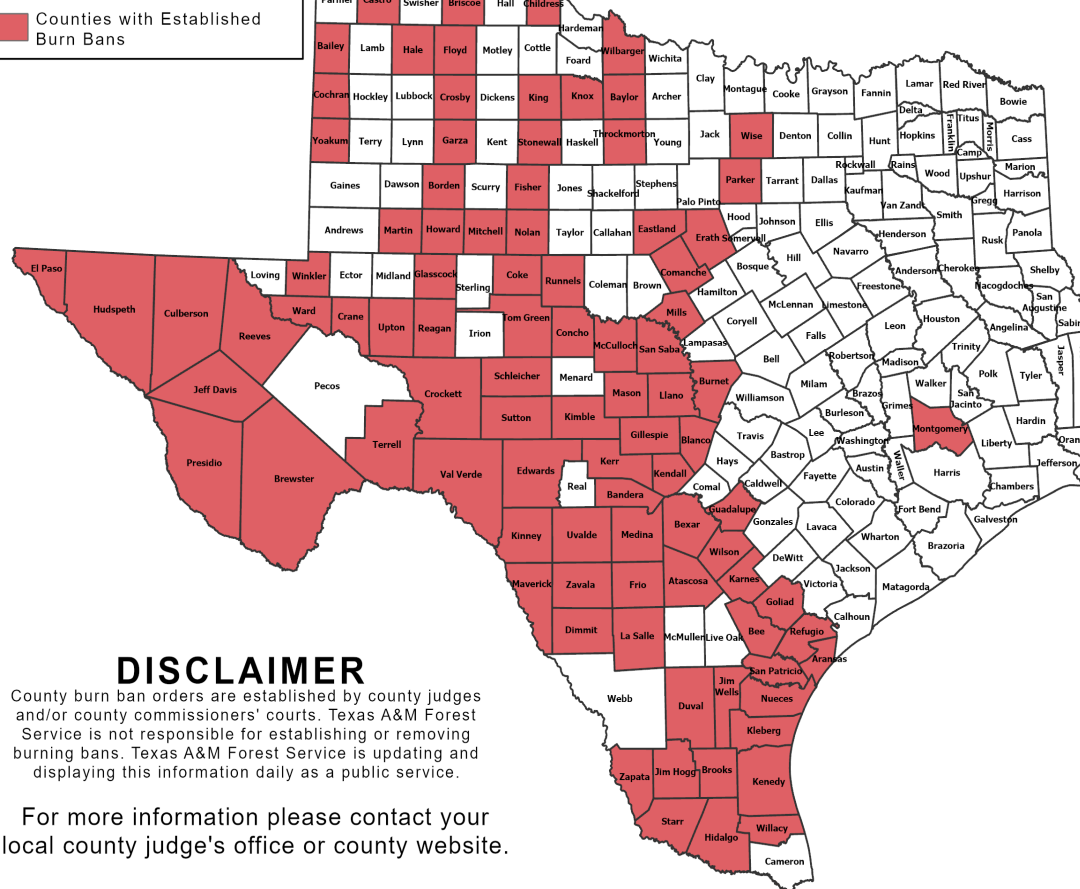 Parmer Castro Swisher Briscoe Hall Childress
Counties with Established
Burn Bans
Hardeman
Bailey Lamb Hale Floyd Motley Cottle Foard Wilbarger Wichita
Clay Montague Cooke Grayson Fannin Lamar Red River Bowie
Cochran Hockley Lubbock Crosby Dickens King Knox Baylor Archer
Delta Titus Franklin Morris Cass
Yoakum Terry Lynn Garza Kent Stonewall Haskell Throckmorton Young Jack Wise Denton Collin Hunt Hopkins Camp
Rockwall Rains Wood Upshur Marion
Gaines Dawson Borden Scurry Fisher Jones Shackelford Stephens Palo Pinto Parker Tarrant Dallas Kaufman Van Zandt Gregg Harrison
Andrews Martin Howard Mitchell Nolan Taylor Callahan Eastland Erath Hood Somervell Johnson Ellis Henderson Smith Rusk Panola
El Paso Loving Winkler Ector Midland Glasscock Sterling Coke Runnels Coleman Brown Comanche Bosque Hill Navarro Anderson Cherokee Shelby
Hudspeth Culberson Reeves Ward Crane Upton Reagan Irion Tom Green Concho McCulloch San Saba Mills Hamilton McLennan Limestone Freestone Nacogdoches San
Augustine Sabin
Coryell Falls Leon Houston Angelina
Lampasas Bell Robertson Madison Trinity Polk Tyler Jasper
Jeff Davis Pecos Crockett Schleicher Menard Mason Llano Burnet Williamson Milam Brazos Grimes Walker San
Jacinto
Sutton Kimble Burleson Montgomery Hardin
Terrell Gillespie Blanco Travis Lee Washington Liberty Oran
Presidio Brewster Val Verde Edwards Kerr Kendall Hays Bastrop Austin Waller Harris Jefferson
Real Bandera Comal Caldwell Fayette Chambers
Guadalupe Colorado Fort Bend Galveston
Kinney Uvalde Medina Bexar Gonzales Lavaca Wharton Brazoria
Wilson DeWitt Jackson
Maverick Zavala Frio Atascosa Karnes Victoria Matagorda
Goliad Calhoun
Dimmit La Salle McMullen Live Oak Bee Refugio
Aransas
San Patricio
Webb Duval Jim
Wells Nueces
Kleberg
Zapata Jim Hogg Brooks Kenedy
Starr Hidalgo Willacy
Cameron
DISCLAIMER
County burn ban orders are established by county judges
and/or county commissioners' courts. Texas A&M Forest
Service is not responsible for establishing or removing
burning bans. Texas A&M Forest Service is updating and
displaying this information daily as a public service.
For more information please contact your
local county judge's office or county website.